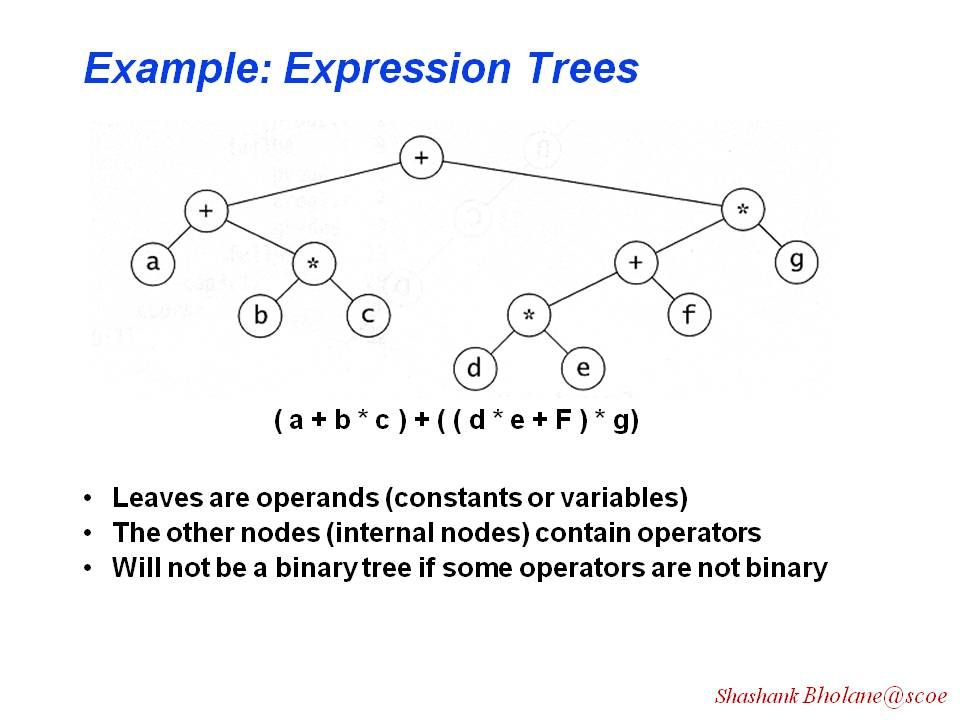 Example: Expression Trees
+
+ *
a * + g
b c * f
d e
( a + b * c ) + ( ( d * e + F ) * g)
• Leaves are operands (constants or variables)
• The other nodes (internal nodes) contain operators
• Will not be a binary tree if some operators are not binary
Shashank Bholane@scoe